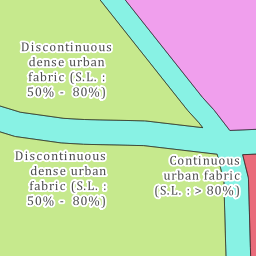 Discontinuous
dense urban
fabric (S.L. :
50% -  80%)
Discontinuous
dense urban
fabric (S.L. :
50% -  80%)
Continuous
urban fabric
(S.L. : > 80%)